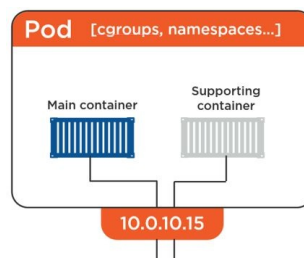 Pod [cgroups, namespaces...]
Main container
Supporting
container
10.0.10.15